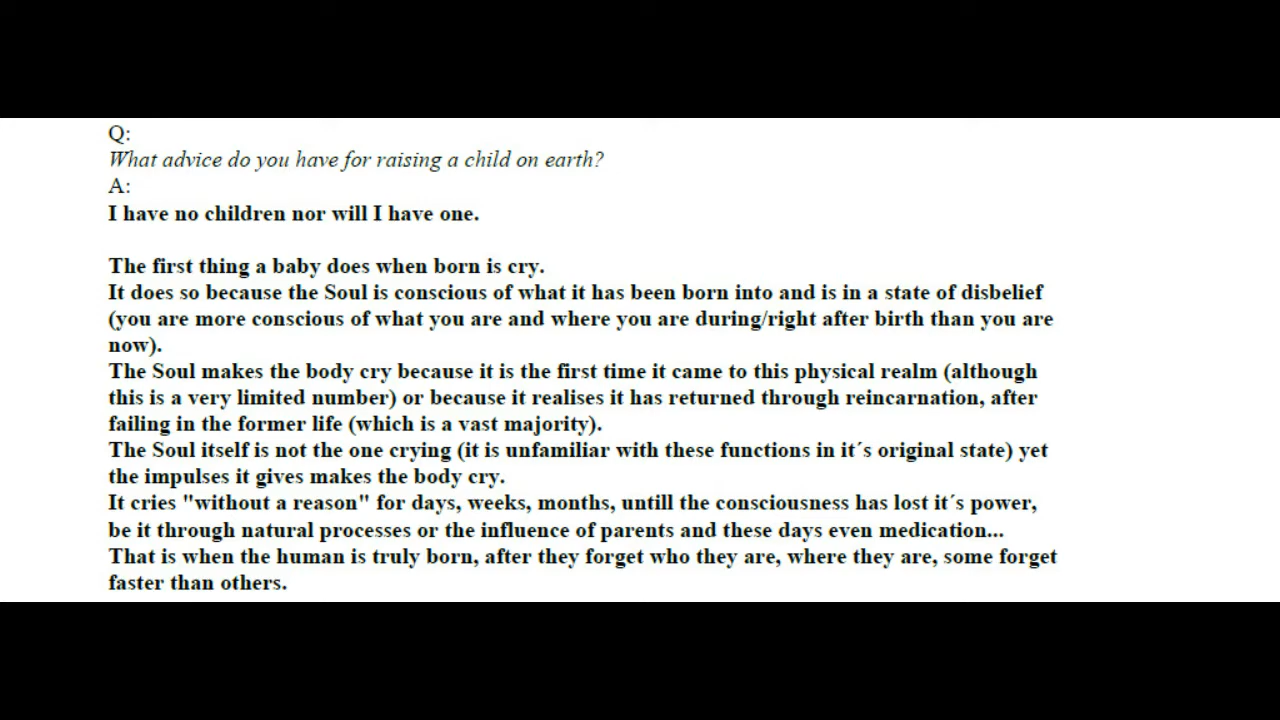 Q:
What advice do you have for raising a child on earth?
A:
I have no children nor will I have one.
The first thing a baby does when born is cry.
It does so because the Soul is conscious of what it has been born into and is in a state of disbelief
(you are more conscious of what you are and where you are during/right after birth than you are
now).
The Soul makes the body cry because it is the first time it came to this physical realm (although
this is a very limited number) or because it realises it has returned through reincarnation, after
failing in the former life (which is a vast majority).
The Soul itself is not the one crying (it is unfamiliar with these functions in it´s original state) yet
the impulses it gives makes the body cry.
It cries "without a reason" for days, weeks, months, untill the consciousness has lost it´s power,
be it through natural processes or the influence of parents and these days even medication...
That is when the human is truly born, after they forget who they are, where they are, some forget
faster than others.